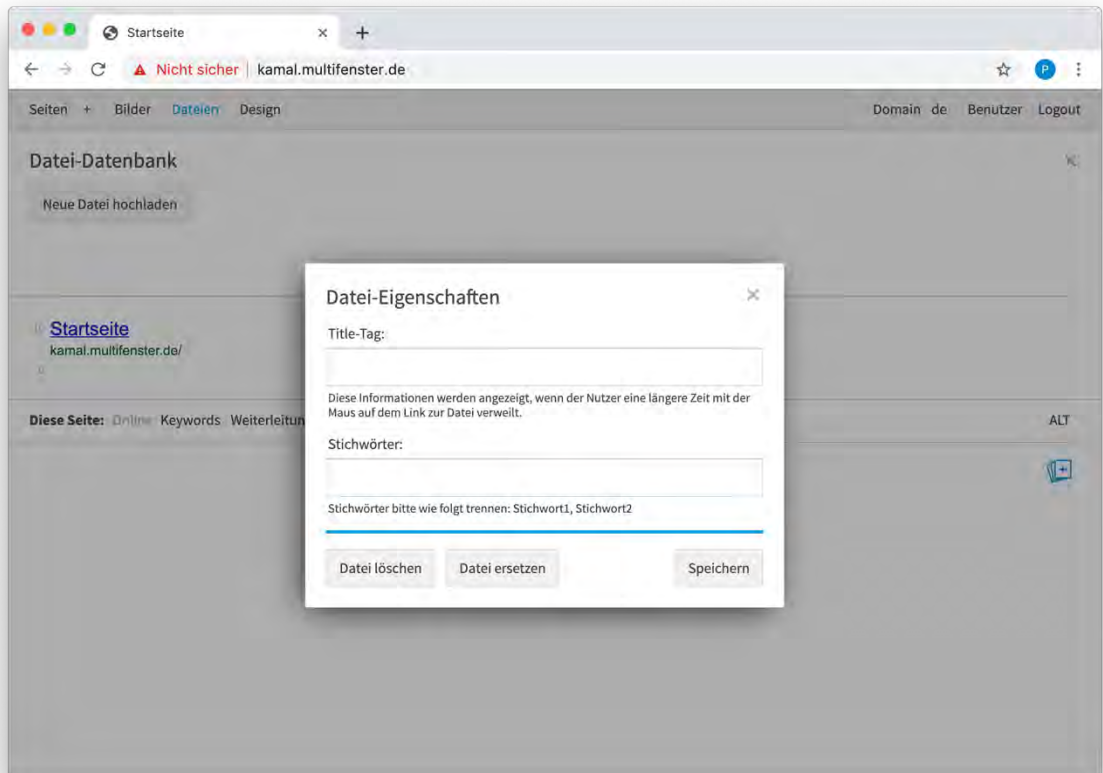 Startseite
Nicht sicher kamal.multifenster.de
P
Seiten + Bilder Dateien Design Domain de Benutzer Logout
Datei-Datenbank
Neue Datei hochladen
Datei-Eigenschaften
Title-Tag:
Startseite
kamal.multifenster.de/
Diese Informationen werden angezeigt, wenn der Nutzer eine längere Zeit mit der
Maus auf dem Link zur Datei verweilt.
Diese Seite: Online Keywords Weiterleitun
ALT
Stichwörter:
Stichwörter bitte wie folgt trennen: Stichwort1, Stichwort2
Datei löschen Datei ersetzen Speichern